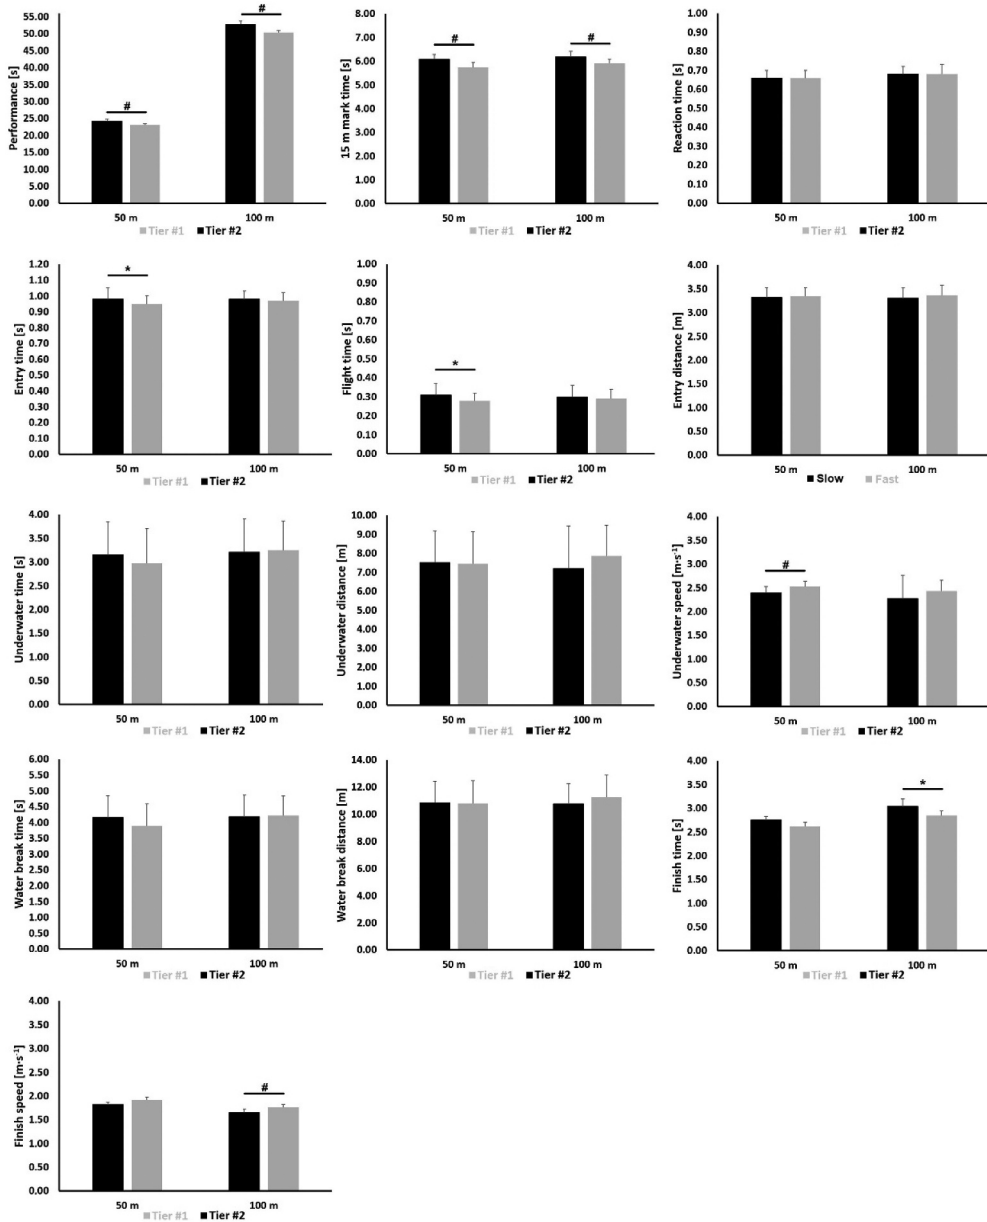 Performance [s]
55.00
50.00
45.00
40.00
35.00
30.00
25.00
20.00
15.00
10.00
5.00
0.00
#
#
50 m
100 m
Tier #1 Tier #2
15 m mark time [s]
8.00
7.00
6.00
5.00
4.00
3.00
2.00
1.00
0.00
#
#
50 m
100 m
Tier #1 Tier #2
Reaction time [s]
1.00
0.90
0.80
0.70
0.60
0.50
0.40
0.30
0.20
0.10
0.00
50 m
100 m
Tier #1 Tier #2
Entry time [s]
1.20
1.10
1.00
0.90
0.80
0.70
0.60
0.50
0.40
0.30
0.20
0.10
0.00
*
50 m
100 m
Tier #1 Tier #2
Flight time [s]
1.00
0.90
0.80
0.70
0.60
0.50
0.40
0.30
0.20
0.10
0.00
*
50 m
100 m
Tier #1 Tier #2
Entry distance [m]
4.00
3.50
3.00
2.50
2.00
1.50
1.00
0.50
0.00
50 m
100 m
Slow Fast
Underwater time [s]
4.00
3.50
3.00
2.50
2.00
1.50
1.00
0.50
0.00
50 m
100 m
Tier #1 Tier #2
Underwater distance [m]
10.00
9.00
8.00
7.00
6.00
5.00
4.00
3.00
2.00
1.00
0.00
50 m
100 m
Tier #1 Tier #2
Underwater speed [m·s⁻¹]
4.00
3.50
3.00
2.50
2.00
1.50
1.00
0.50
0.00
#
50 m
100 m
Tier #1 Tier #2
Water break time [s]
6.00
5.50
5.00
4.50
4.00
3.50
3.00
2.50
2.00
1.50
1.00
0.50
0.00
50 m
100 m
Tier #1 Tier #2
Water break distance [m]
14.00
12.00
10.00
8.00
6.00
4.00
2.00
0.00
50 m
100 m
Tier #1 Tier #2
Finish time [s]
4.00
3.50
3.00
2.50
2.00
1.50
1.00
0.50
0.00
*
50 m
100 m
Tier #1 Tier #2
Finish speed [m·s⁻¹]
4.00
3.50
3.00
2.50
2.00
1.50
1.00
0.50
0.00
#
50 m
100 m
Tier #1 Tier #2